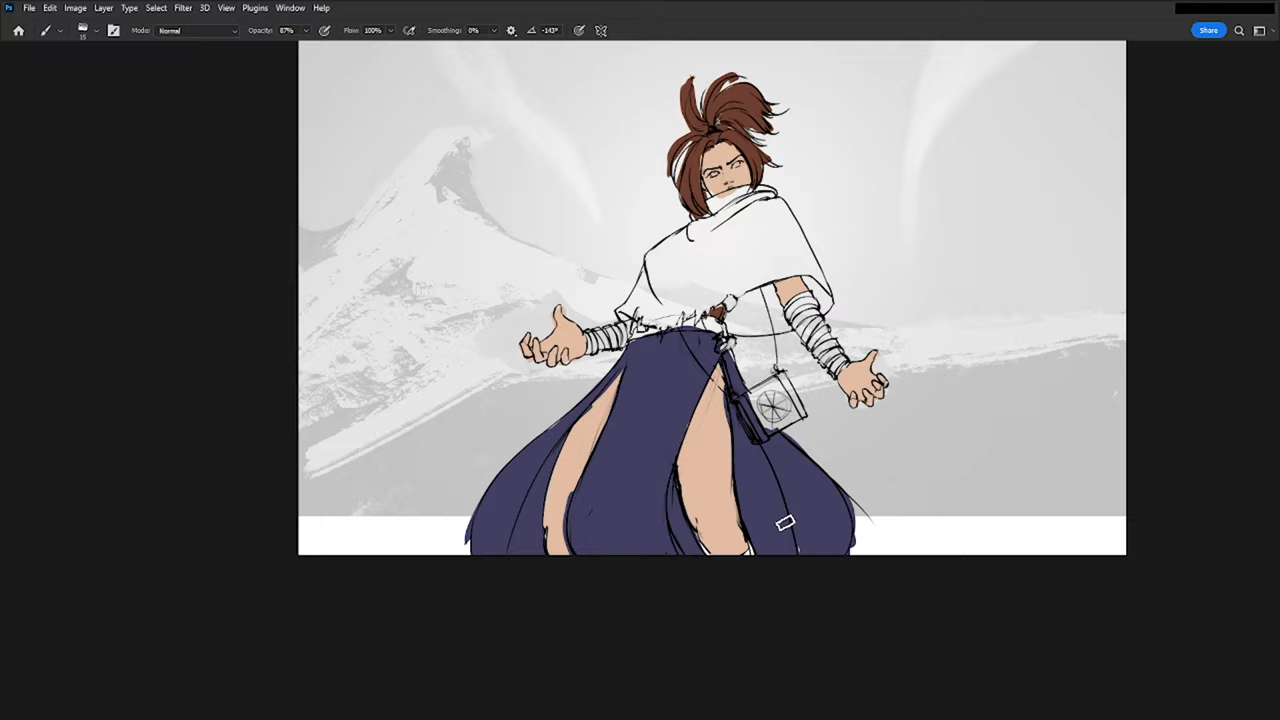 Ps File Edit Image Layer Type Select Filter 3D View Plugins Window Help
15 Mode: Normal Opacity: 87% Flow: 100% Smoothing: 0% -143° Share